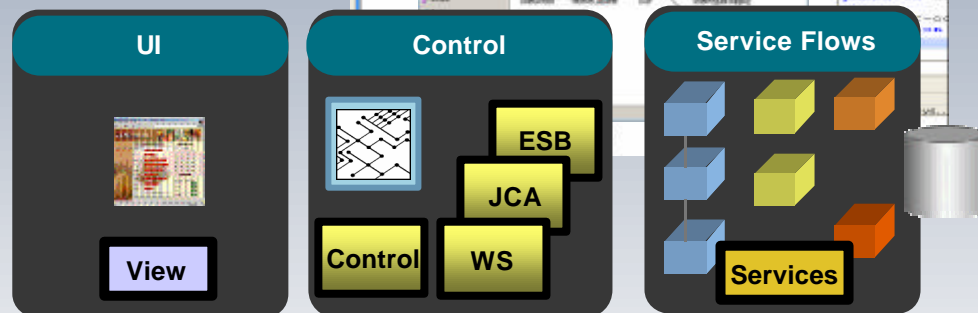 UI
View
Control
ESB
JCA
Control
WS
Service Flows
Services